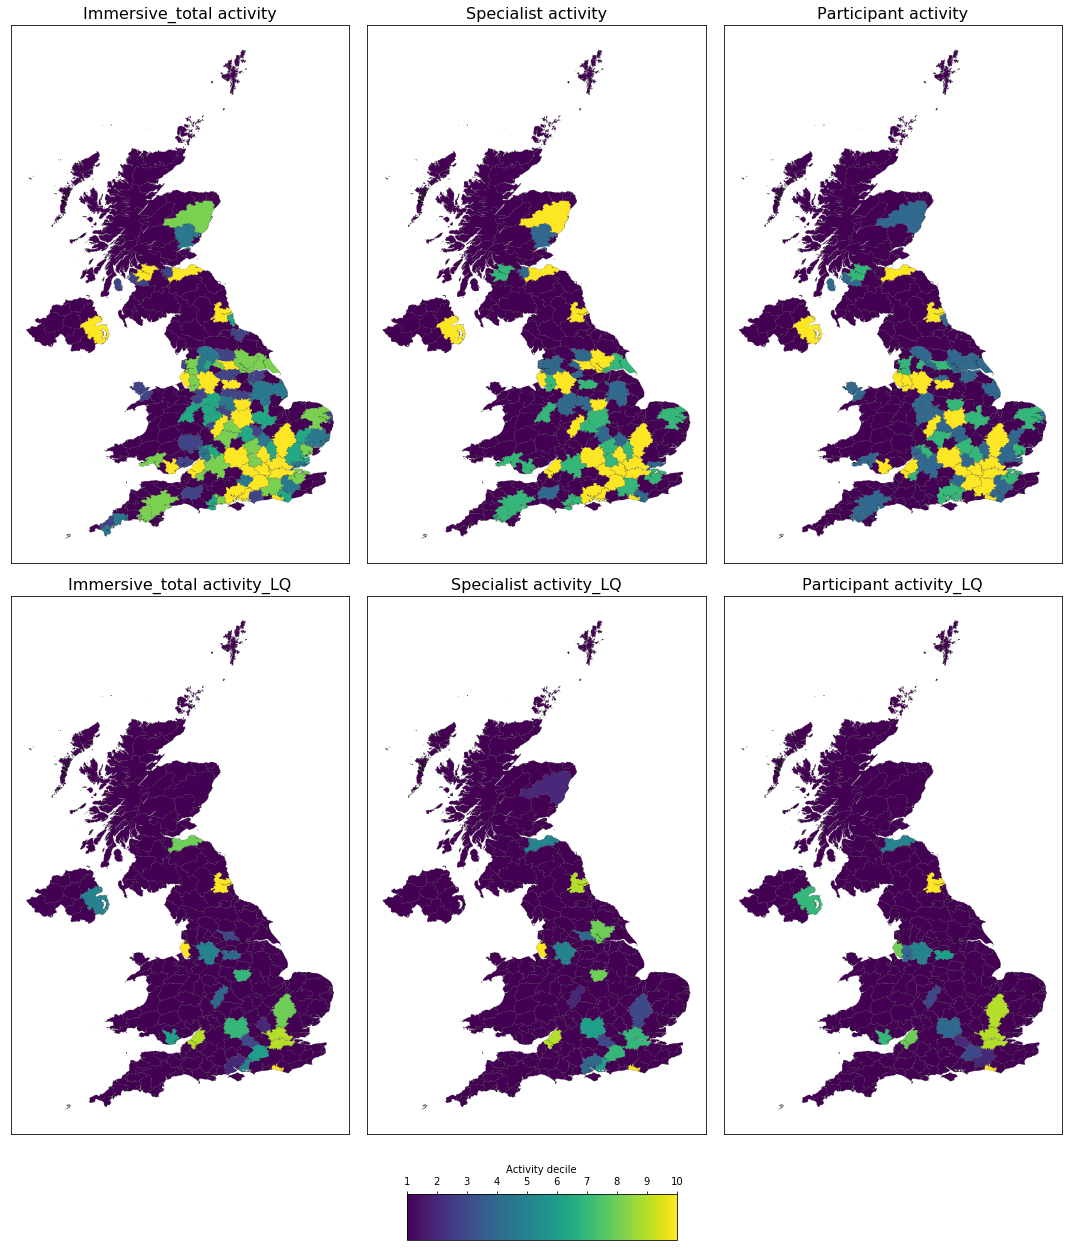 Immersive_total activity
Specialist activity
Participant activity
Immersive_total activity_LQ
Specialist activity_LQ
Participant activity_LQ
Activity decile
1 2 3 4 5 6 7 8 9 10